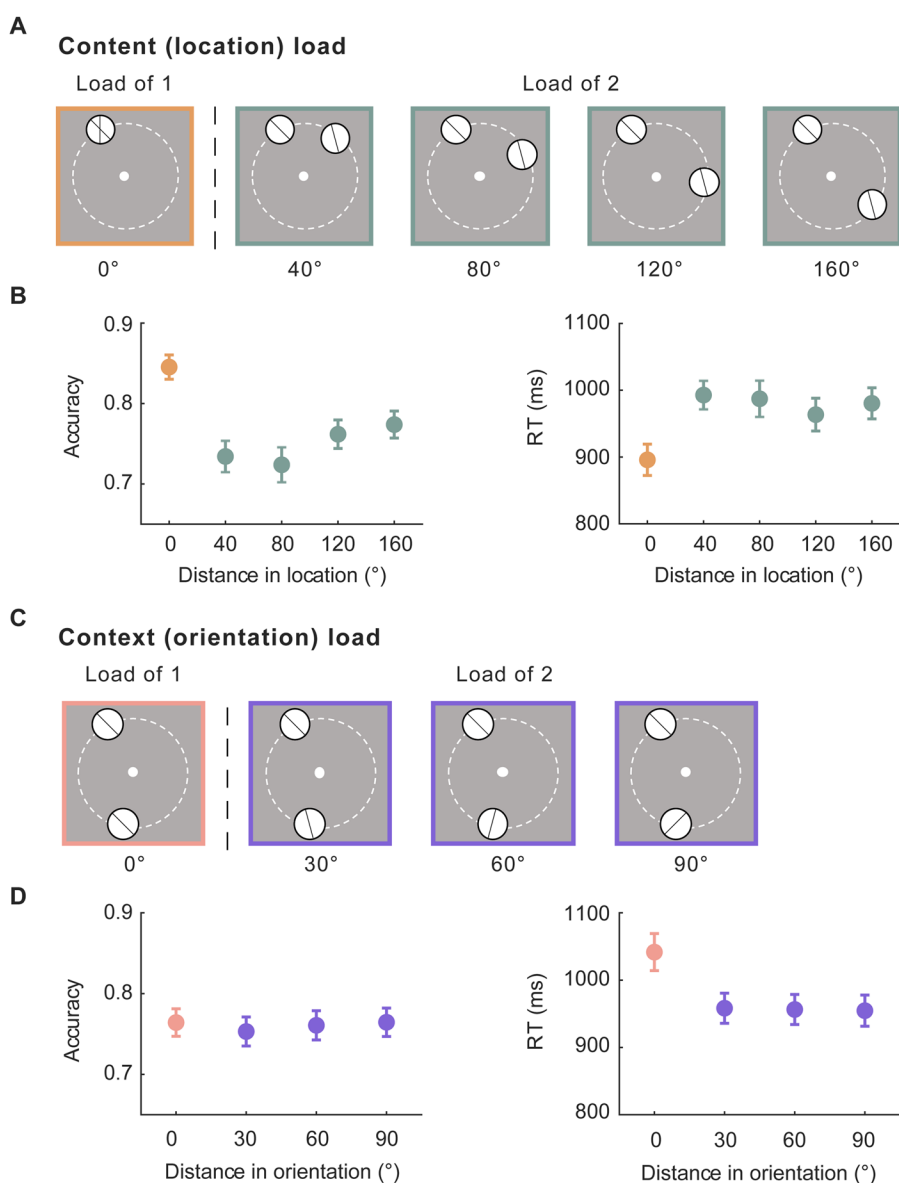 A
Content (location) load
Load of 1
Load of 2
0°
40°
80°
120°
160°
B
0.9
0.8
0.7
Accuracy
0 40 80 120 160
Distance in location (°)
1100
1000
900
800
RT (ms)
0 40 80 120 160
Distance in location (°)
C
Context (orientation) load
Load of 1
Load of 2
0°
30°
60°
90°
D
0.9
0.8
0.7
Accuracy
0 30 60 90
Distance in orientation (°)
1100
1000
900
800
RT (ms)
0 30 60 90
Distance in orientation (°)